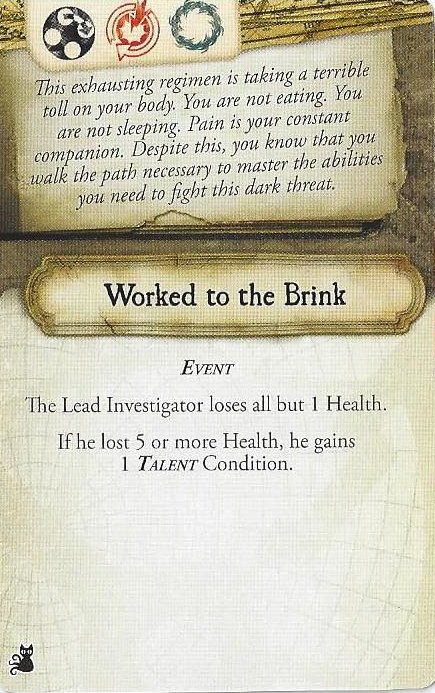 This exhausting regimen is taking a terrible
toll on your body. You are not eating. You
are not sleeping. Pain is your constant
companion. Despite this, you know that you
walk the path necessary to master the abilities
you need to fight this dark threat.
Worked to the Brink
EVENT
The Lead Investigator loses all but 1 Health.
If he lost 5 or more Health, he gains
1 TALENT Condition.